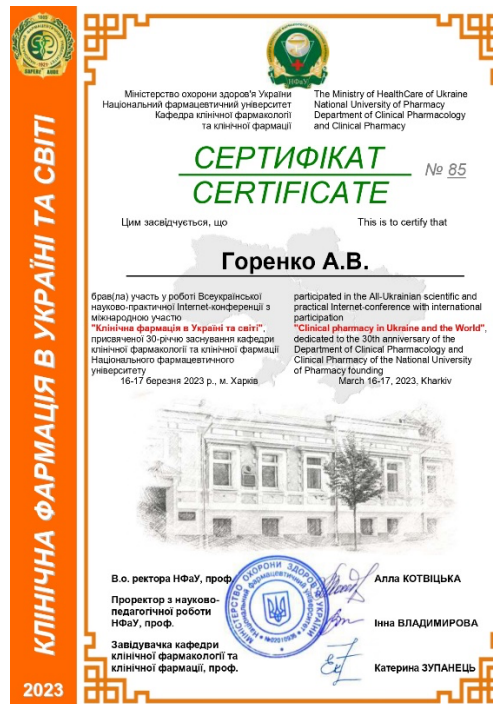 КЛІНІЧНА ФАРМАЦІЯ В УКРАЇНІ ТА СВІТІ
2023
НФаУ
Міністерство охорони здоров'я України
Національний фармацевтичний університет
Кафедра клінічної фармакології
та клінічної фармації
The Ministry of HealthCare of Ukraine
National University of Pharmacy
Department of Clinical Pharmacology
and Clinical Pharmacy
СЕРТИФІКАТ
CERTIFICATE
№ 85
Цим засвідчується, що
This is to certify that
Горенко А.В.
брав(ла) участь у роботі Всеукраїнської
науково-практичної Internet-конференції з
міжнародною участю
"Клінічна фармація в Україні та світі",
присвяченої 30-річчю заснування кафедри
клінічної фармакології та клінічної фармації
Національного фармацевтичного
університету
16-17 березня 2023 р., м. Харків
participated in the All-Ukrainian scientific and
practical Internet-conference with international
participation
"Clinical pharmacy in Ukraine and the World",
dedicated to the 30th anniversary of the
Department of Clinical Pharmacology and
Clinical Pharmacy of the National University
of Pharmacy founding
March 16-17, 2023, Kharkiv
В.о. ректора НФаУ, проф.
Алла КОТВІЦЬКА
Проректор з науково-
педагогічної роботи
НФаУ, проф.
Інна ВЛАДИМИРОВА
Завідувачка кафедри
клінічної фармакології та
клінічної фармації, проф.
Катерина ЗУПАНЕЦЬ
МІНІСТЕРСТВО ОХОРОНИ ЗДОРОВ'Я УКРАЇНИ
Національний фармацевтичний університет